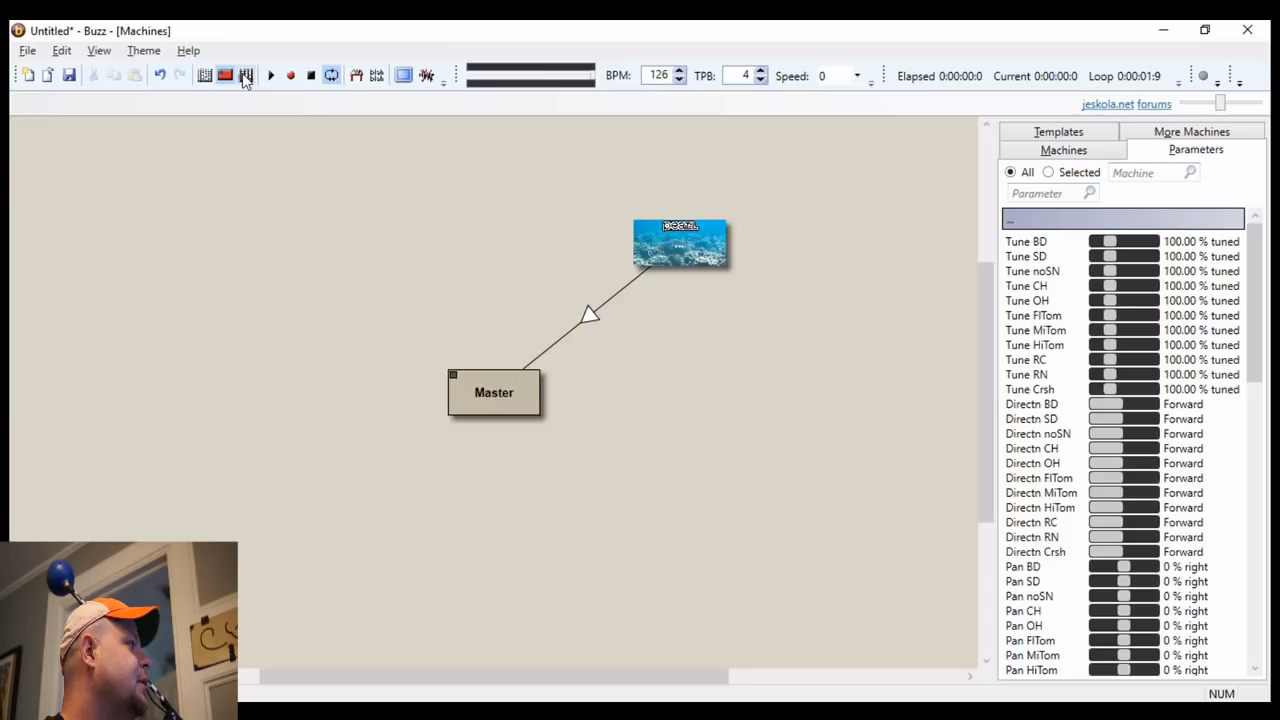 Untitled* - Buzz - [Machines]
File Edit View Theme Help
BPM: 126 TPB: 4 Speed: 0 Elapsed 0:00:00:0 Current 0:00:00:0 Loop 0:00:01:9
jeskola.net forums
Templates More Machines
Machines Parameters
All Selected Machine
Parameter
...
Tune BD 100.00 % tuned
Tune SD 100.00 % tuned
Tune noSN 100.00 % tuned
Tune CH 100.00 % tuned
Tune OH 100.00 % tuned
Tune FlTom 100.00 % tuned
Tune MiTom 100.00 % tuned
Tune HiTom 100.00 % tuned
Tune RC 100.00 % tuned
Tune RN 100.00 % tuned
Tune Crsh 100.00 % tuned
Directn BD Forward
Directn SD Forward
Directn noSN Forward
Directn CH Forward
Directn OH Forward
Directn FlTom Forward
Directn MiTom Forward
Directn HiTom Forward
Directn RC Forward
Directn RN Forward
Directn Crsh Forward
Pan BD 0 % right
Pan SD 0 % right
Pan noSN 0 % right
Pan CH 0 % right
Pan OH 0 % right
Pan FlTom 0 % right
Pan MiTom 0 % right
Pan HiTom 0 % right
pearl
Master
NUM